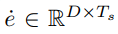 ė ∈ ℝ^{D×T_s}